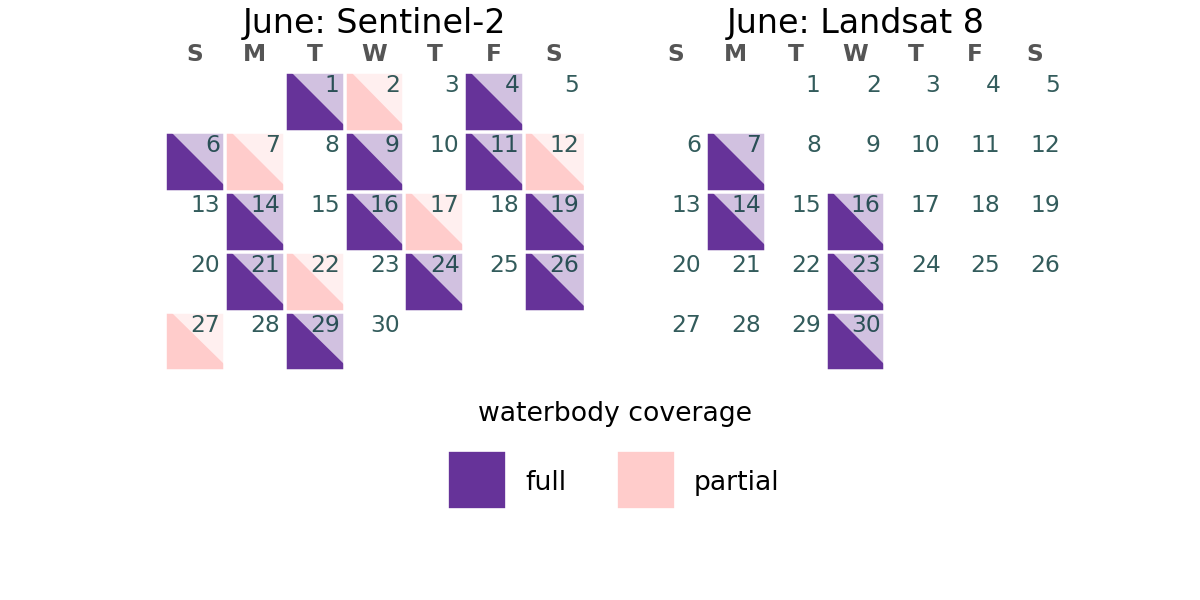 June: Sentinel-2
S M T W T F S
1 2 3 4 5
6 7 8 9 10 11 12
13 14 15 16 17 18 19
20 21 22 23 24 25 26
27 28 29 30
June: Landsat 8
S M T W T F S
1 2 3 4 5
6 7 8 9 10 11 12
13 14 15 16 17 18 19
20 21 22 23 24 25 26
27 28 29 30
waterbody coverage
full partial